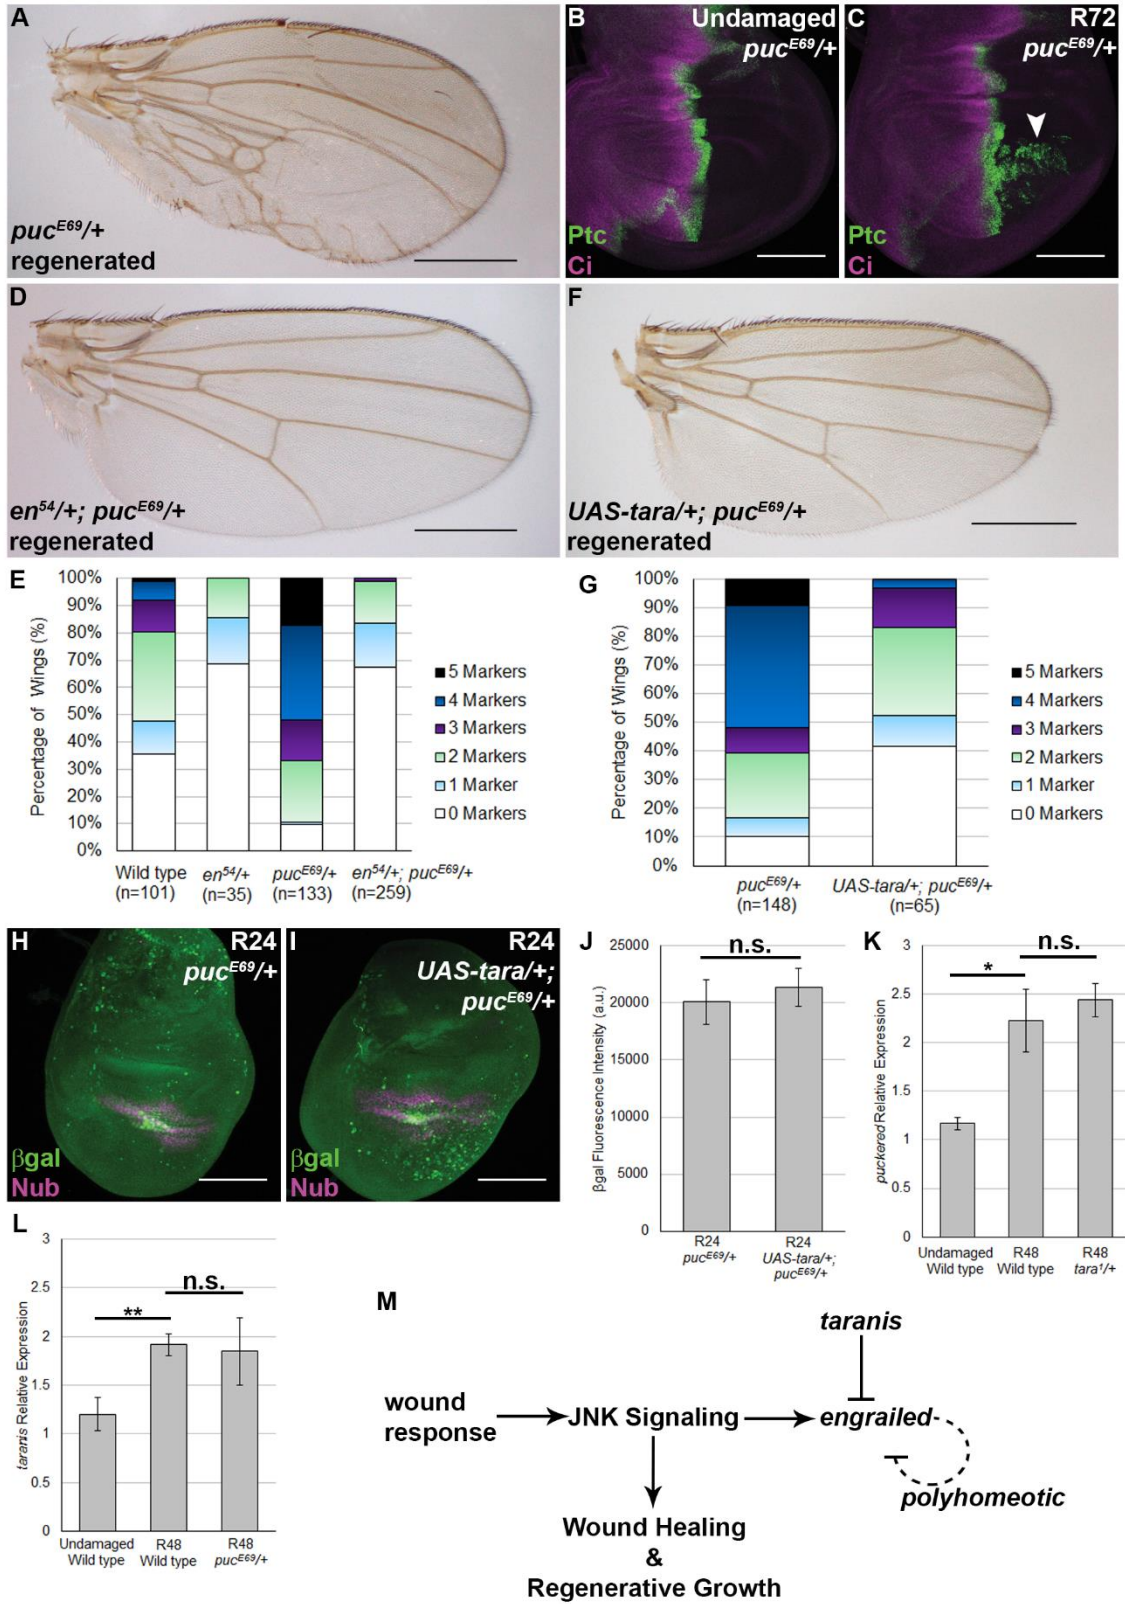 A
puc^E69/+
regenerated
B
Undamaged
puc^E69/+
Ptc
Ci
C
R72
puc^E69/+
Ptc
Ci
D
en^54/+; puc^E69/+
regenerated
F
UAS-tara/+; puc^E69/+
regenerated
E
Percentage of Wings (%)
100%
90%
80%
70%
60%
50%
40%
30%
20%
10%
0%
Wild type
(n=101)
en^54/+
(n=35)
puc^E69/+
(n=133)
en^54/+; puc^E69/+
(n=259)
5 Markers
4 Markers
3 Markers
2 Markers
1 Marker
0 Markers
G
Percentage of Wings (%)
100%
90%
80%
70%
60%
50%
40%
30%
20%
10%
0%
puc^E69/+
(n=148)
UAS-tara/+; puc^E69/+
(n=65)
5 Markers
4 Markers
3 Markers
2 Markers
1 Marker
0 Markers
H
R24
puc^E69/+
βgal
Nub
I
R24
UAS-tara/+;
puc^E69/+
βgal
Nub
J
n.s.
βgal Fluorescence Intensity (a.u.)
25000
20000
15000
10000
5000
0
R24
puc^E69/+
R24
UAS-tara/+;
puc^E69/+
K
n.s.
*
puckered Relative Expression
3
2.5
2
1.5
1
0.5
0
Undamaged
Wild type
R48
Wild type
R48
tara^1/+
L
n.s.
**
taranis Relative Expression
3
2.5
2
1.5
1
0.5
0
Undamaged
Wild type
R48
Wild type
R48
puc^E69/+
M
taranis
wound
response
JNK Signaling
engrailed
polyhomeotic
Wound Healing
&
Regenerative Growth